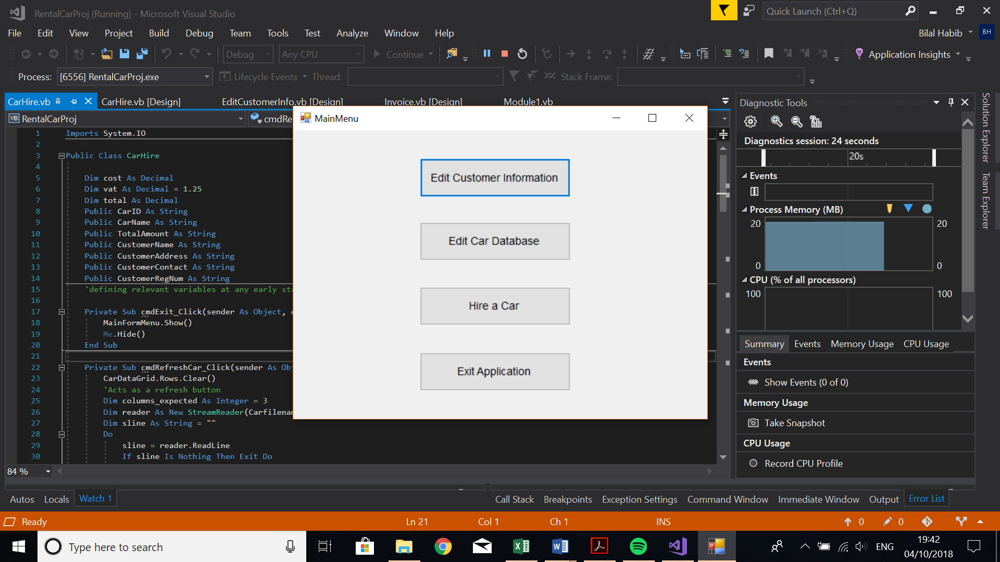 RentalCarProj (Running) - Microsoft Visual Studio
Quick Launch (Ctrl+Q)
File Edit View Project Build Debug Team Tools Test Analyze Window Help
Bilal Habib BH
Debug Any CPU Continue Application Insights
Process: [6556] RentalCarProj.exe Lifecycle Events Thread: Stack Frame:
CarHire.vb CarHire.vb [Design] EditCustomerInfo.vb [Design] Invoice.vb [Design] Module1.vb
VB RentalCarProj
1 Imports System.IO
2
3 Public Class CarHire
4
5 Dim cost As Decimal
6 Dim vat As Decimal = 1.25
7 Dim total As Decimal
8 Public CarID As String
9 Public CarName As String
10 Public TotalAmount As String
11 Public CustomerName As String
12 Public CustomerAddress As String
13 Public CustomerContact As String
14 Public CustomerRegNum As String
15 'defining relevant variables at any early
16
17 Private Sub cmdExit_Click(sender As Object,
18 MainFormMenu.Show()
19 Me.Hide()
20 End Sub
21
22 Private Sub cmdRefreshCar_Click(sender As
23 CarDataGrid.Rows.Clear()
24 'Acts as a refresh button
25 Dim columns_expected As Integer = 3
26 Dim reader As New StreamReader(
27 Dim sline As String = ""
28 Do
29 sline = reader.ReadLine
30 If sline Is Nothing Then Exit Do
84 %
MainMenu
Edit Customer Information
Edit Car Database
Hire a Car
Exit Application
Diagnostic Tools
Diagnostics session: 24 seconds
20s
Events
Process Memory (MB)
20 20
0 0
CPU (% of all processors)
100 100
Summary Events Memory Usage CPU Usage
Events
Show Events (0 of 0)
Memory Usage
Take Snapshot
CPU Usage
Record CPU Profile
Solution Explorer
Team Explorer
Autos Locals Watch 1
Call Stack Breakpoints Exception Settings Command Window Immediate Window Output Error List
Ready Ln 21 Col 1 Ch 1 INS 0 0
Type here to search
ENG
19:42
04/10/2018